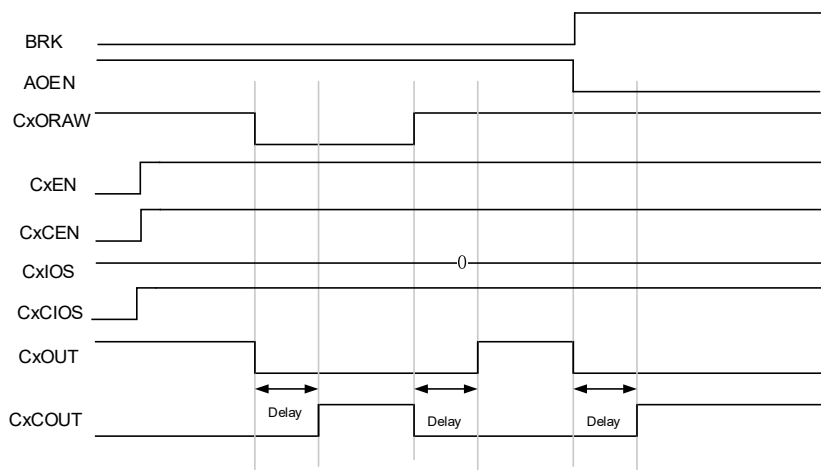 BRK
AOEN
CxORAW
CxEN
CxCEN
CxIOS
0
CxCIOS
CxOUT
Delay
Delay
Delay
CxCOUT